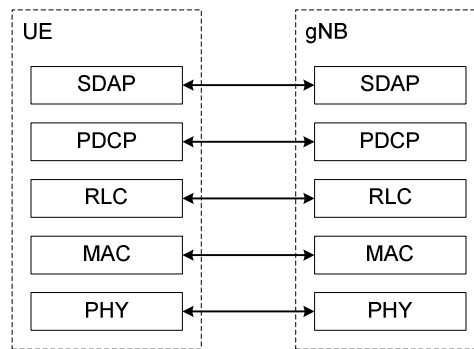 UE gNB
SDAP SDAP
PDCP PDCP
RLC RLC
MAC MAC
PHY PHY